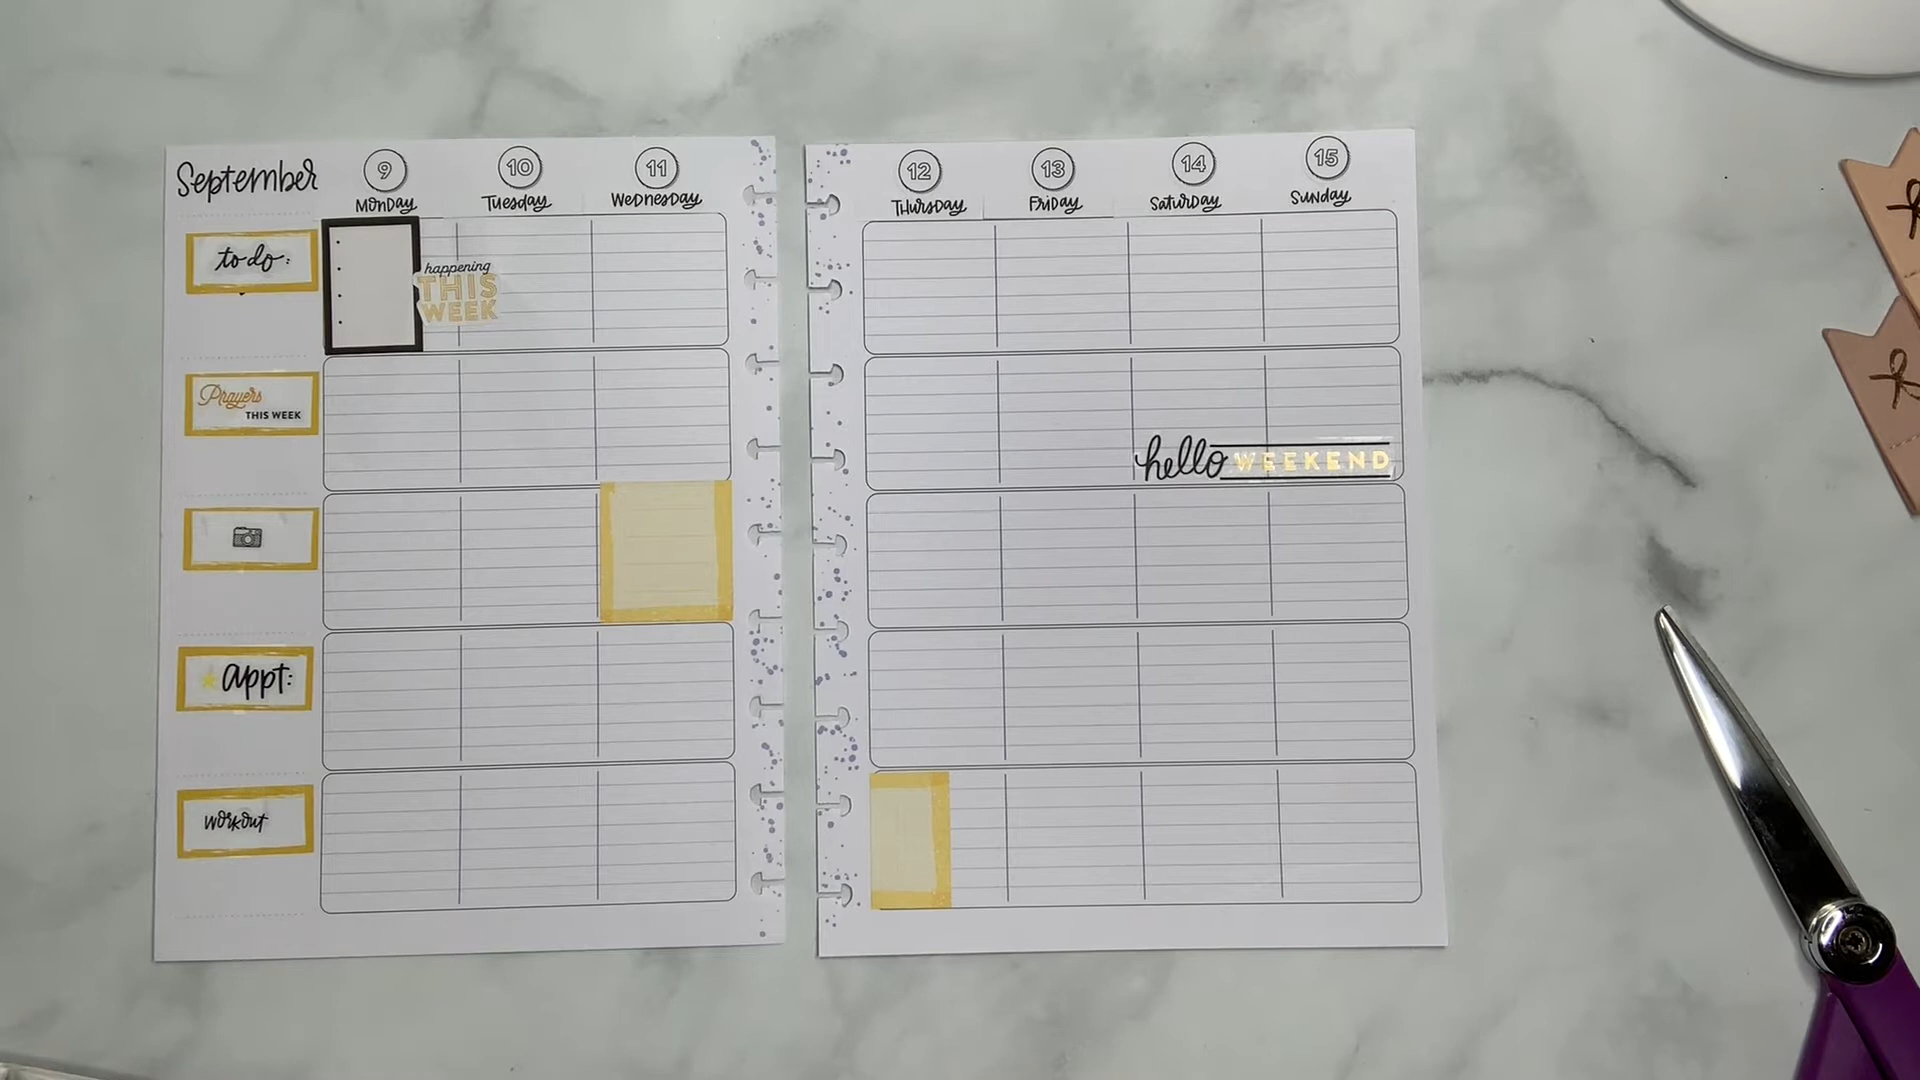 September
9
10
11
12
13
14
15
Monday
Tuesday
Wednesday
Thursday
Friday
Saturday
Sunday
to do:
happening
THIS
WEEK
Prayers
THIS WEEK
hello WEEKEND
appt:
workout